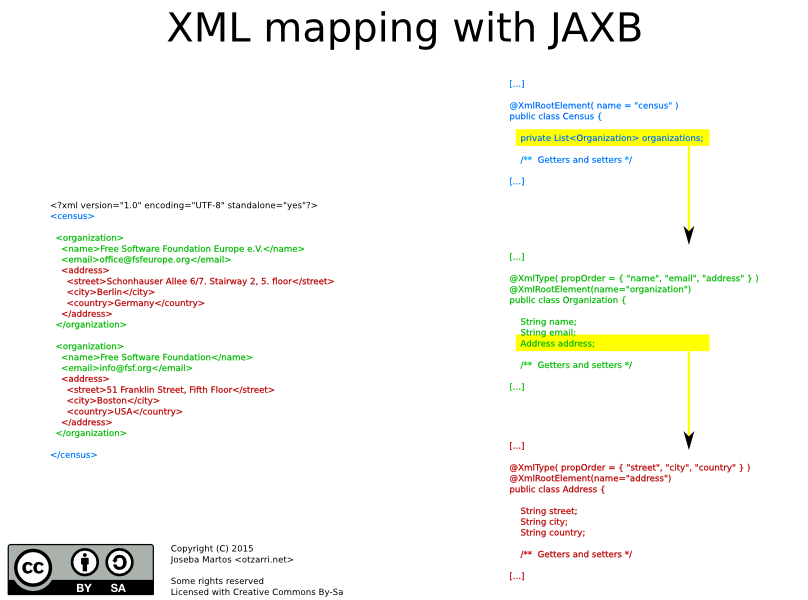 XML mapping with JAXB
<?xml version="1.0" encoding="UTF-8" standalone="yes"?>
<census>
<organization>
<name>Free Software Foundation Europe e.V.</name>
<email>office@fsfeurope.org</email>
<address>
<street>Schonhauser Allee 6/7. Stairway 2, 5. floor</street>
<city>Berlin</city>
<country>Germany</country>
</address>
</organization>
<organization>
<name>Free Software Foundation</name>
<email>info@fsf.org</email>
<address>
<street>51 Franklin Street, Fifth Floor</street>
<city>Boston</city>
<country>USA</country>
</address>
</organization>
</census>
[...]
@XmlRootElement( name = "census" )
public class Census {
private List<Organization> organizations;
/** Getters and setters */
[...]
[...]
@XmlType( propOrder = { "name", "email", "address" } )
@XmlRootElement(name="organization")
public class Organization {
String name;
String email;
Address address;
/** Getters and setters */
[...]
[...]
@XmlType( propOrder = { "street", "city", "country" } )
@XmlRootElement(name="address")
public class Address {
String street;
String city;
String country;
/** Getters and setters */
[...]
cc
BY SA
Copyright (C) 2015
Joseba Martos <otzarri.net>
Some rights reserved
Licensed with Creative Commons By-Sa